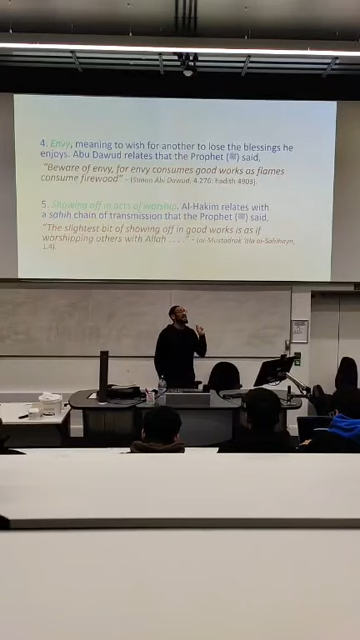 4. Envy, meaning to wish for another to lose the blessings he
enjoys. Abu Dawud relates that the Prophet (ﷺ) said,
"Beware of envy, for envy consumes good works as flames
consume firewood" - (Sunan Abi Dawud, 4.276: hadith 4903).
5. Showing off in acts of worship. Al-Hakim relates with
a sahih chain of transmission that the Prophet (ﷺ) said,
"The slightest bit of showing off in good works is as if
worshipping others with Allah . . . ." - (al-Mustadrak 'ala al-Sahihayn,
1.4).